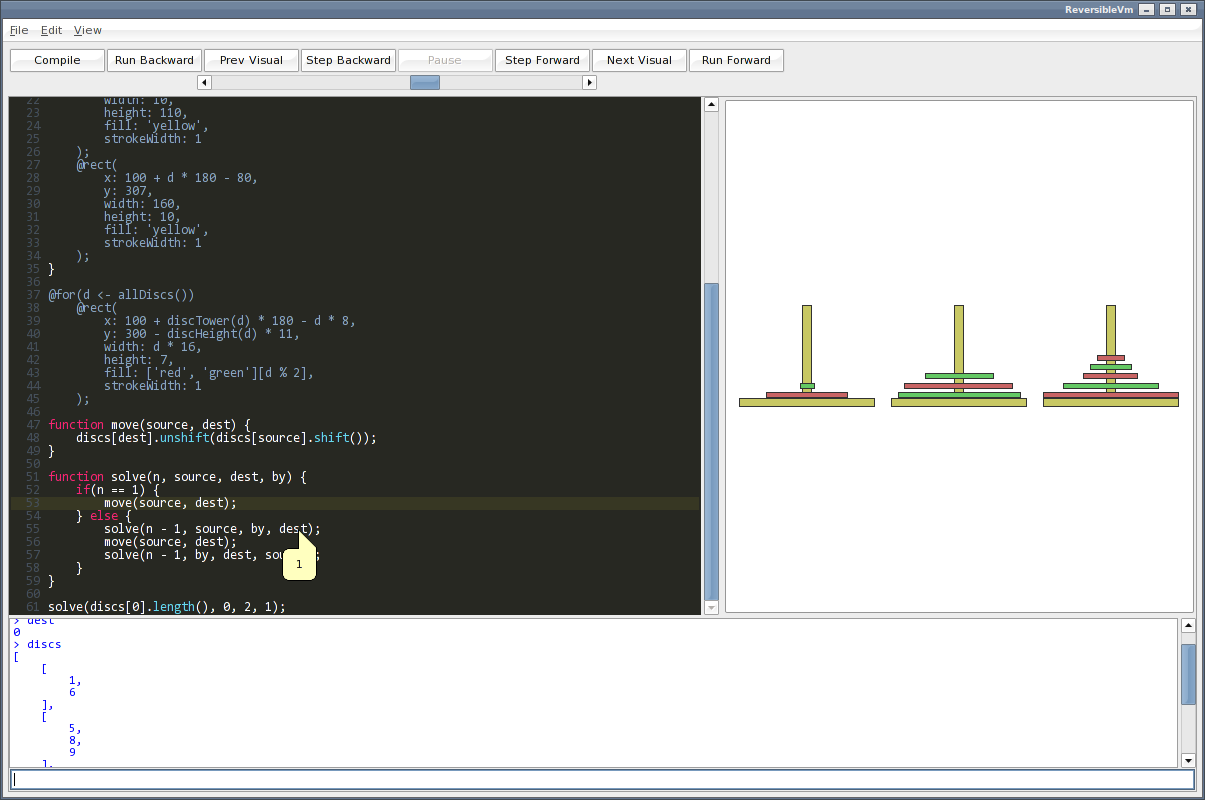 ReversibleVm
File Edit View
Compile Run Backward Prev Visual Step Backward Pause Step Forward Next Visual Run Forward
22 width: 10,
23 height: 110,
24 fill: 'yellow',
25 strokeWidth: 1
26 );
27 @rect(
28 x: 100 + d * 180 - 80,
29 y: 307,
30 width: 160,
31 height: 10,
32 fill: 'yellow',
33 strokeWidth: 1
34 );
35 }
36
37 @for(d <- allDiscs())
38 @rect(
39 x: 100 + discTower(d) * 180 - d * 8,
40 y: 300 - discHeight(d) * 11,
41 width: d * 16,
42 height: 7,
43 fill: ['red', 'green'][d % 2],
44 strokeWidth: 1
45 );
46
47 function move(source, dest) {
48 discs[dest].unshift(discs[source].shift());
49 }
50
51 function solve(n, source, dest, by) {
52 if(n == 1) {
53 move(source, dest);
54 } else {
55 solve(n - 1, source, by, dest);
56 move(source, dest);
57 solve(n - 1, by, dest, sou ;
58 }
59 }
60
61 solve(discs[0].length(), 0, 2, 1);
1
> dest
0
> discs
[
[
1,
6
],
[
5,
8,
9
],